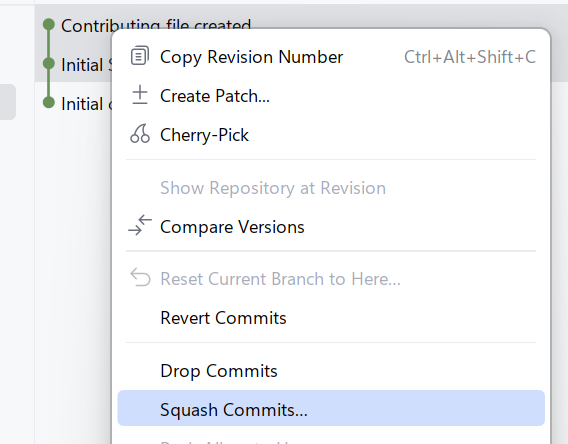 Contributing file created
Initial
Initial
Copy Revision Number Ctrl+Alt+Shift+C
Create Patch...
Cherry-Pick
Show Repository at Revision
Compare Versions
Reset Current Branch to Here...
Revert Commits
Drop Commits
Squash Commits...